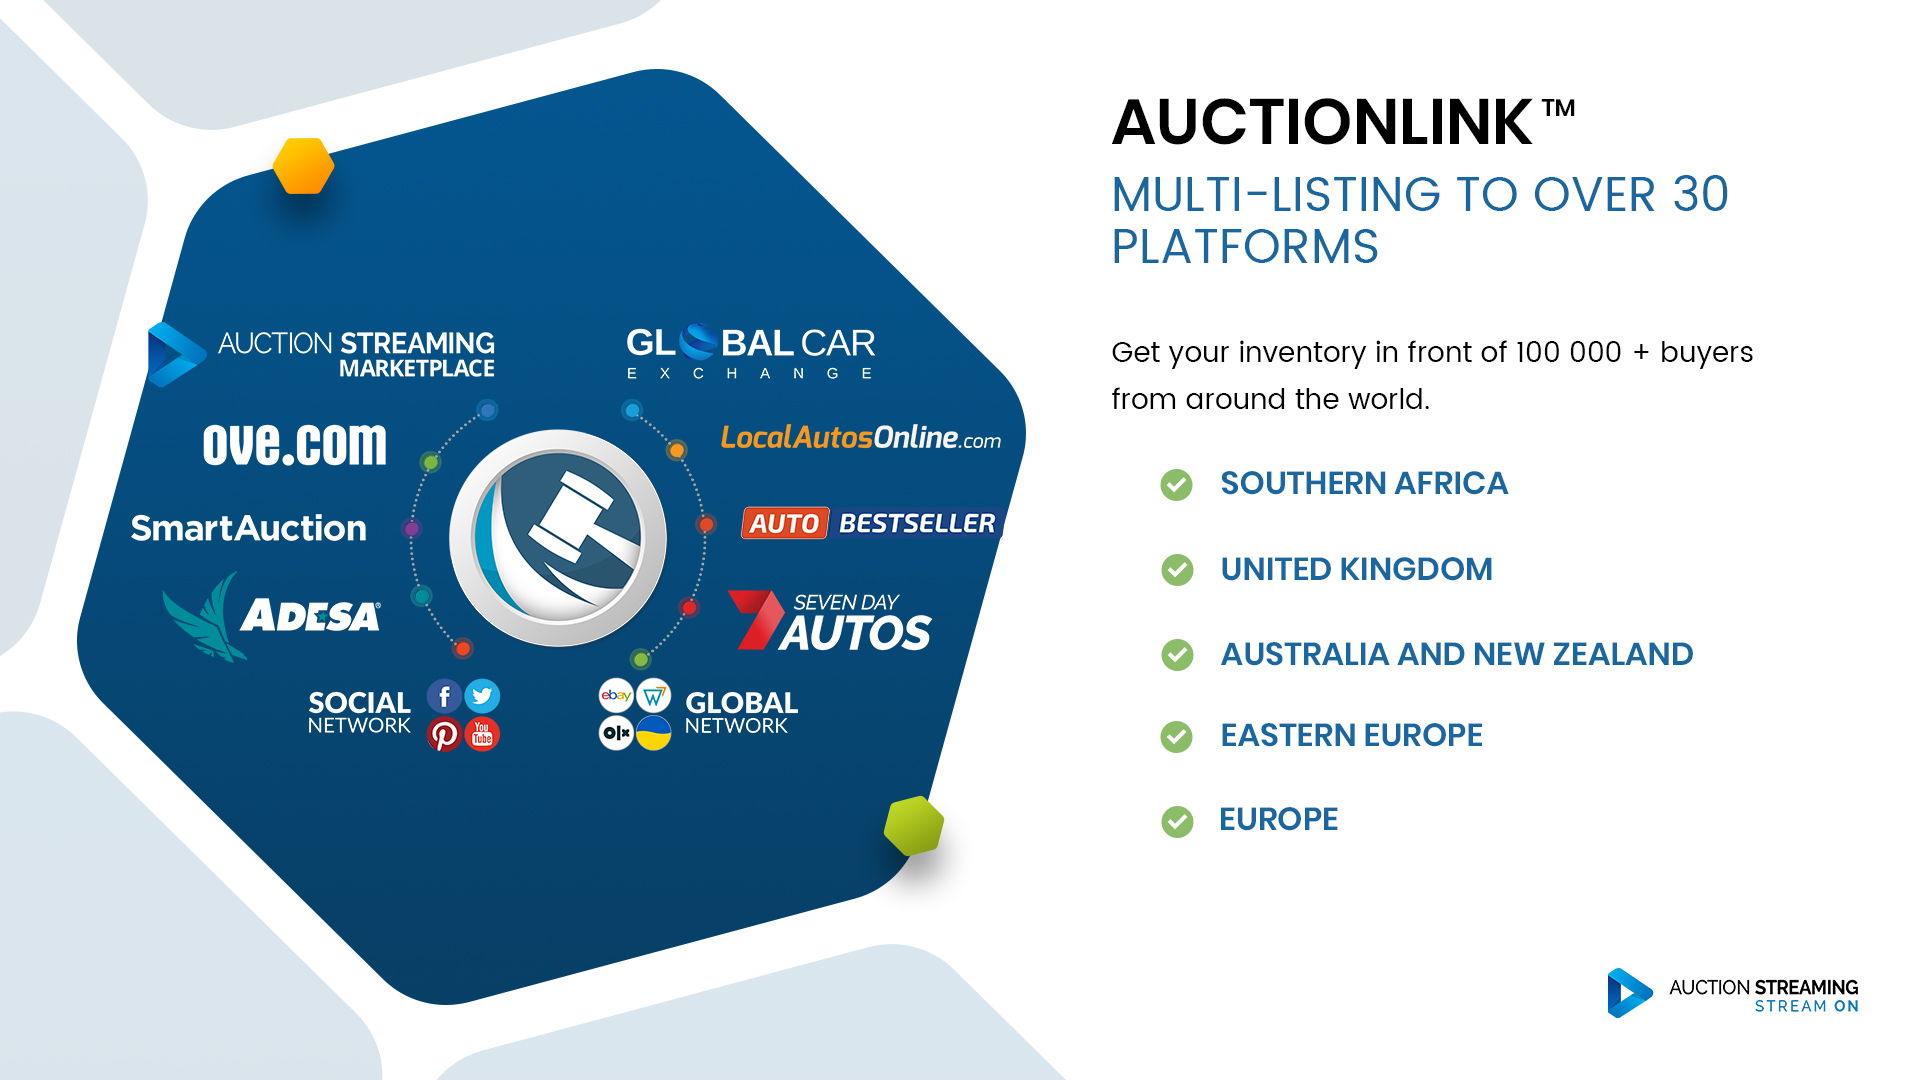 AUCTION STREAMING
MARKETPLACE
GLOBAL CAR
EXCHANGE
ove.com
LocalAutosOnline.com
SmartAuction
AUTO BESTSELLER
ADESA®
SEVEN DAY
AUTOS
SOCIAL
NETWORK
f
You
Tube
ebay
W7
olx
GLOBAL
NETWORK
AUCTIONLINK™
MULTI-LISTING TO OVER 30
PLATFORMS
Get your inventory in front of 100 000 + buyers
from around the world.
SOUTHERN AFRICA
UNITED KINGDOM
AUSTRALIA AND NEW ZEALAND
EASTERN EUROPE
EUROPE
AUCTION STREAMING
STREAM ON